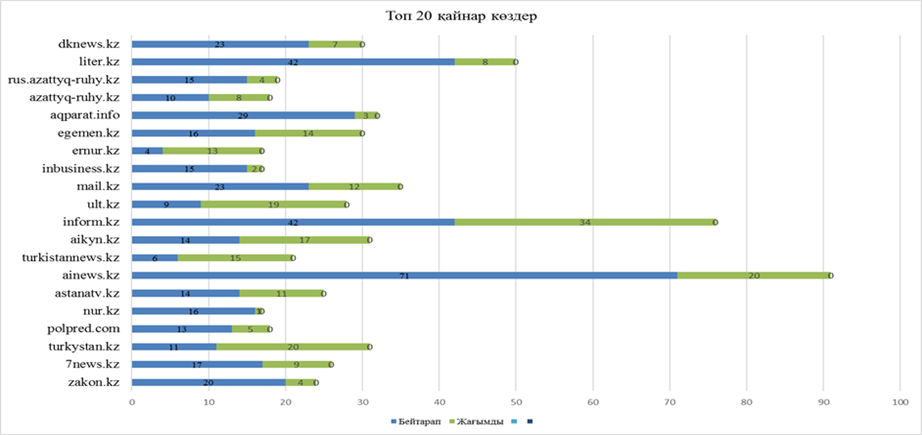 Топ 20 қайнар көздер
dknews.kz 23 7 0
liter.kz 42 8 0
rus.azattyq-ruhy.kz 15 4 0
azattyq-ruhy.kz 10 8 0
aqparat.info 29 3 0
egemen.kz 16 14 0
ernur.kz 4 13 0
inbusiness.kz 15 2 0
mail.kz 23 12 0
ult.kz 9 19 0
inform.kz 42 34 0
aikyn.kz 14 17 0
turkistannews.kz 6 15 0
ainews.kz 71 20 0
astanatv.kz 14 11 0
nur.kz 16 1 0
polpred.com 13 5 0
turkystan.kz 11 20 0
7news.kz 17 9 0
zakon.kz 20 4 0
0 10 20 30 40 50 60 70 80 90 100
Бейтарап Жағымды